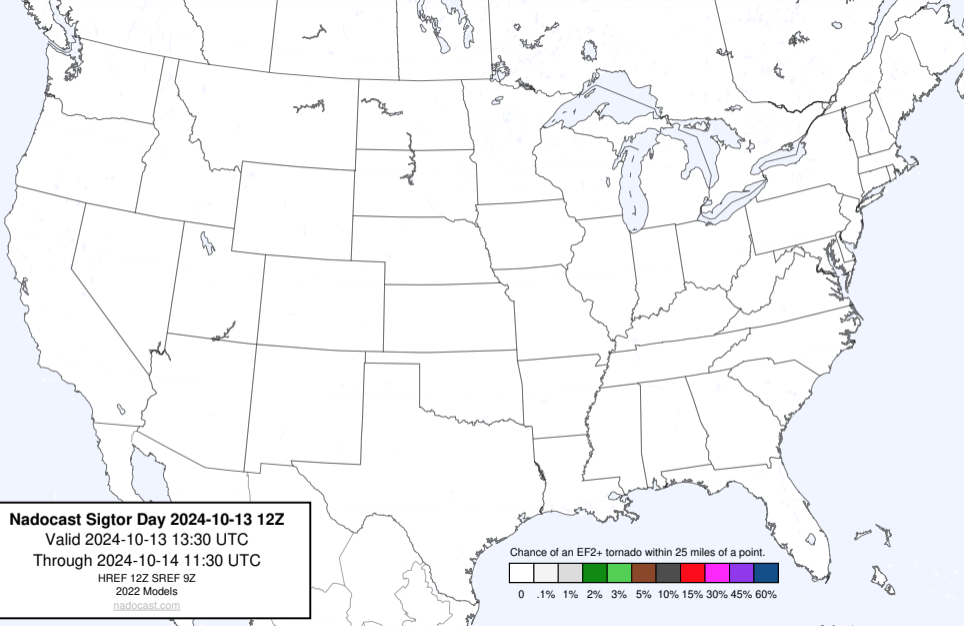 Nadocast Sigtor Day 2024-10-13 12Z
Valid 2024-10-13 13:30 UTC
Through 2024-10-14 11:30 UTC
HREF 12Z SREF 9Z
2022 Models
nadocast.com
Chance of an EF2+ tornado within 25 miles of a point.
0 .1% 1% 2% 3% 5% 10% 15% 30% 45% 60%